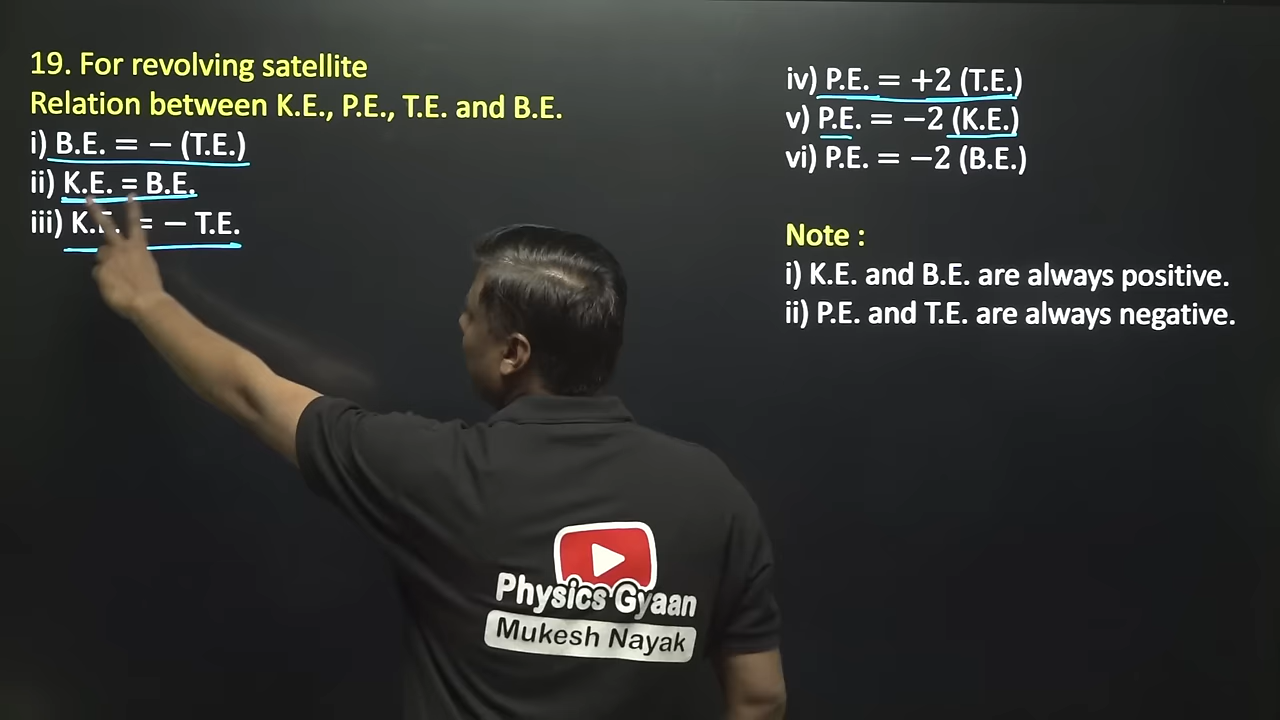 19. For revolving satellite
Relation between K.E., P.E., T.E. and B.E.
i) B.E. = − (T.E.)
ii) K.E. = B.E.
iii) K.E. = − T.E.
iv) P.E. = +2 (T.E.)
v) P.E. = −2 (K.E.)
vi) P.E. = −2 (B.E.)
Note :
i) K.E. and B.E. are always positive.
ii) P.E. and T.E. are always negative.
Physics Gyaan
Mukesh Nayak